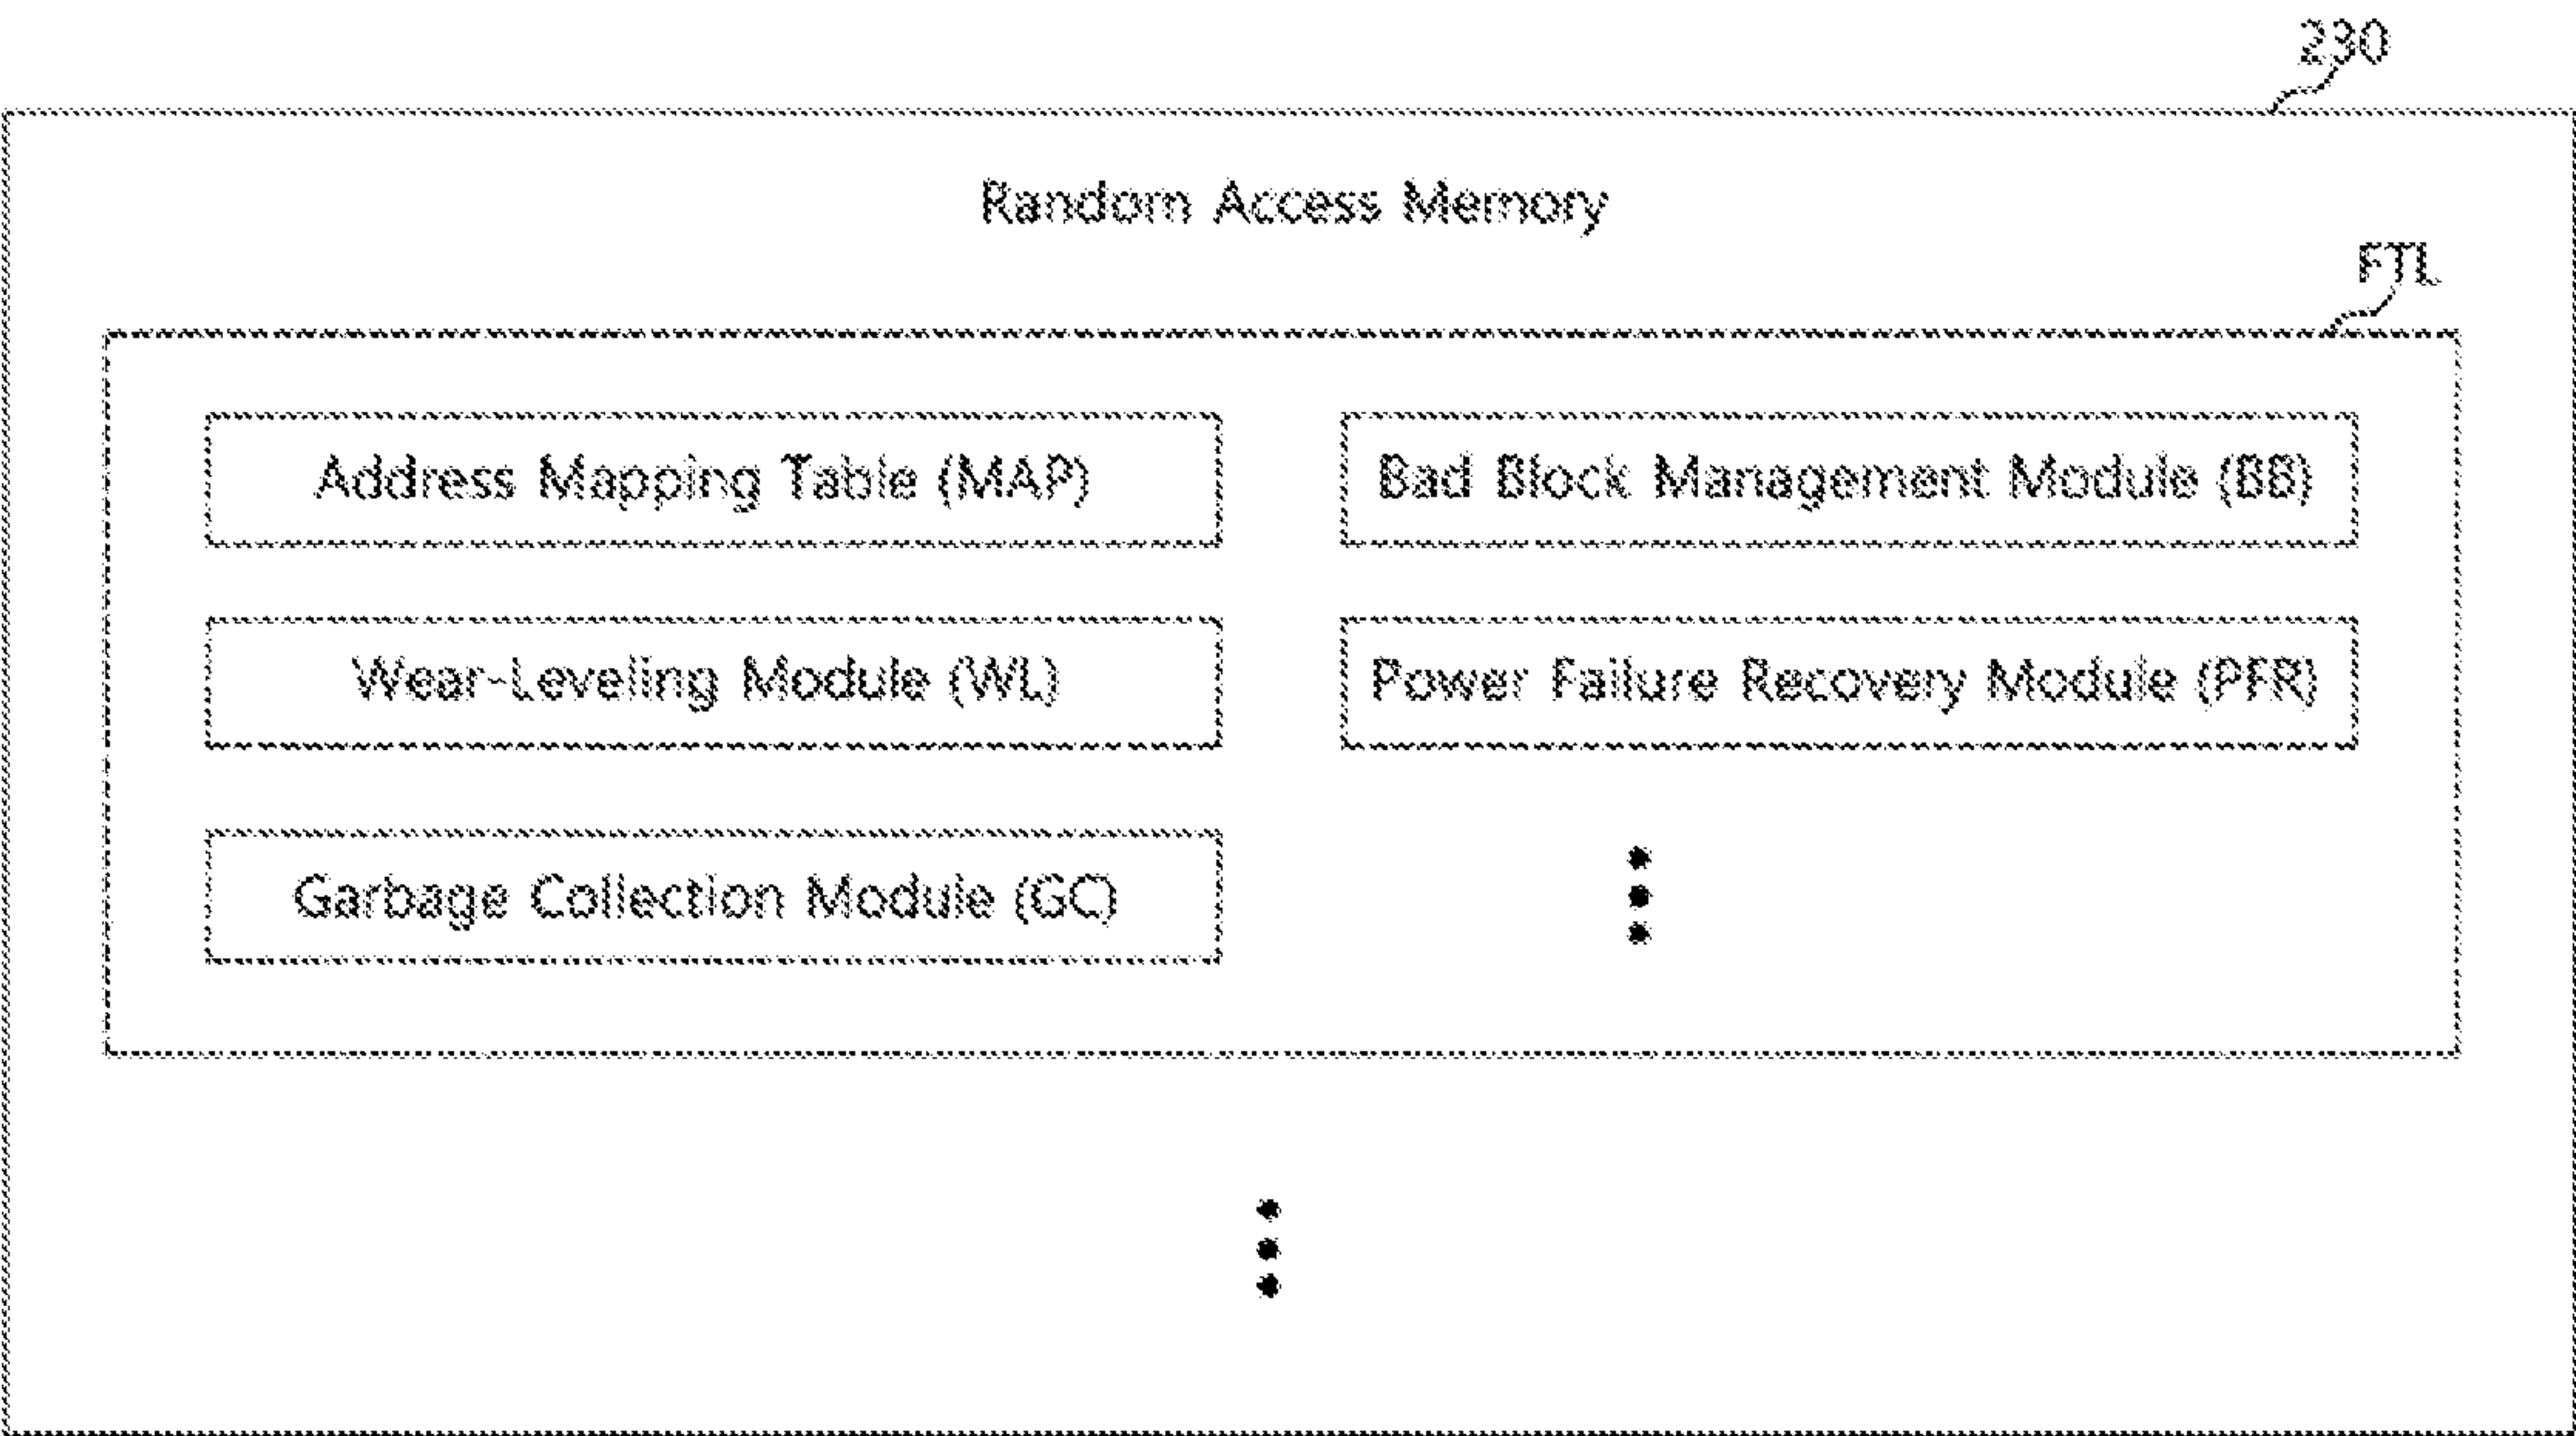 230
Random Access Memory
FTL
Address Mapping Table (MAP)
Bad Block Management Module (BB)
Wear-Leveling Module (WL)
Power Failure Recovery Module (PFR)
Garbage Collection Module (GC)